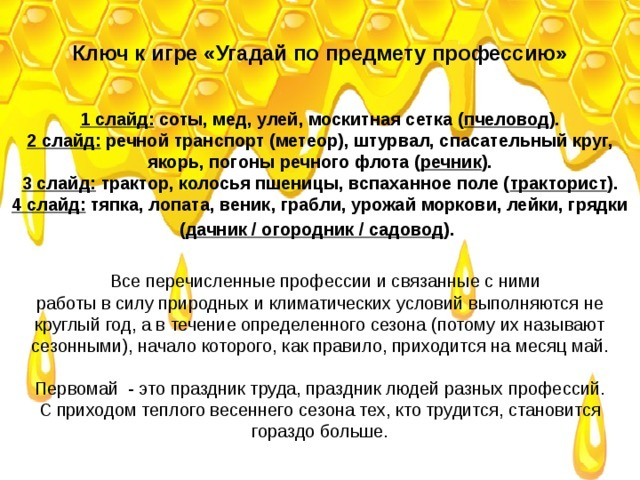 Ключ к игре «Угадай по предмету профессию»
1 слайд: соты, мед, улей, москитная сетка (пчеловод).
2 слайд: речной транспорт (метеор), штурвал, спасательный круг,
якорь, погоны речного флота (речник).
3 слайд: трактор, колосья пшеницы, вспаханное поле (тракторист).
4 слайд: тяпка, лопата, веник, грабли, урожай моркови, лейки, грядки
(дачник / огородник / садовод).
Все перечисленные профессии и связанные с ними
работы в силу природных и климатических условий выполняются не
круглый год, а в течение определенного сезона (потому их называют
сезонными), начало которого, как правило, приходится на месяц май.
Первомай - это праздник труда, праздник людей разных профессий.
С приходом теплого весеннего сезона тех, кто трудится, становится
гораздо больше.